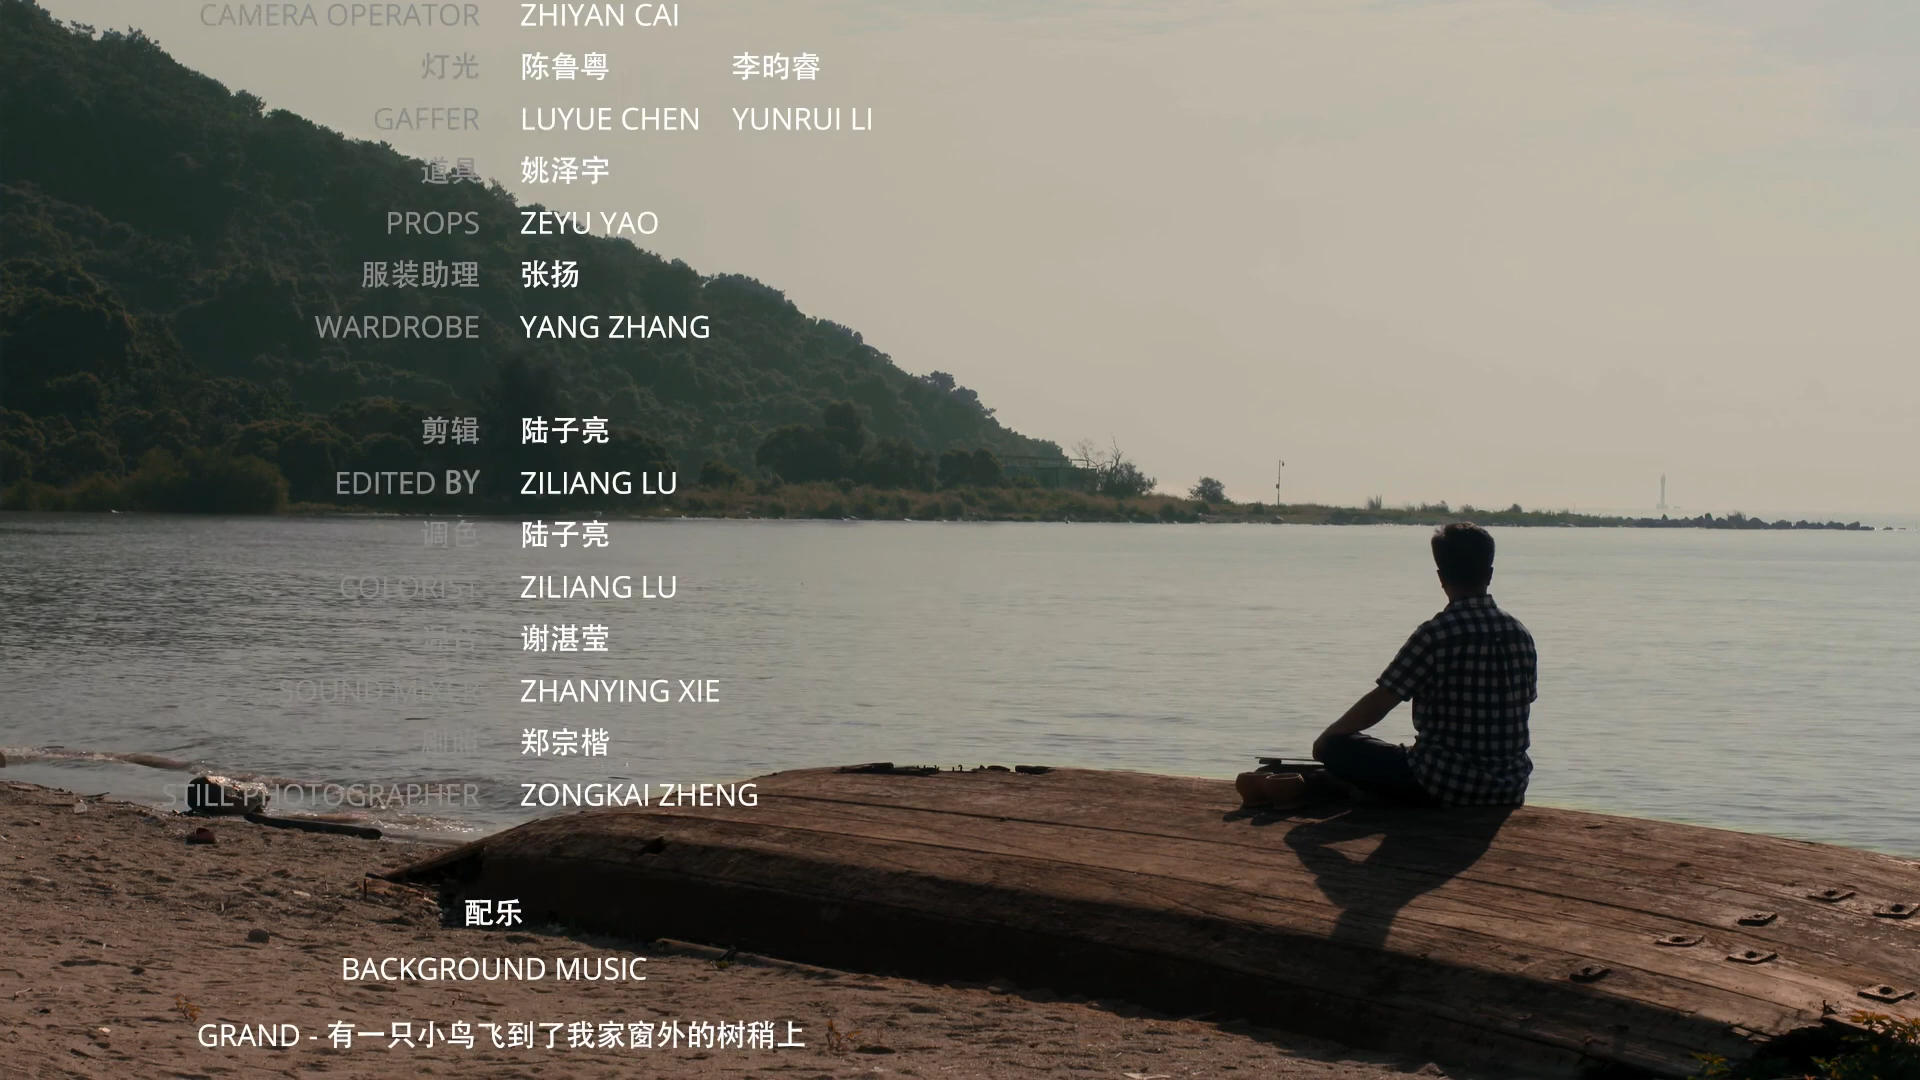 CAMERA OPERATOR ZHIYAN CAI
灯光 陈鲁粤 李昀睿
GAFFER LUYUE CHEN YUNRUI LI
道具 姚泽宇
PROPS ZEYU YAO
服装助理 张扬
WARDROBE YANG ZHANG
剪辑 陆子亮
EDITED BY ZILIANG LU
调色 陆子亮
COLORIST ZILIANG LU
谢湛莹
SOUND MIXER ZHANYING XIE
郑宗楷
STILL PHOTOGRAPHER ZONGKAI ZHENG
配乐
BACKGROUND MUSIC
GRAND - 有一只小鸟飞到了我家窗外的树稍上